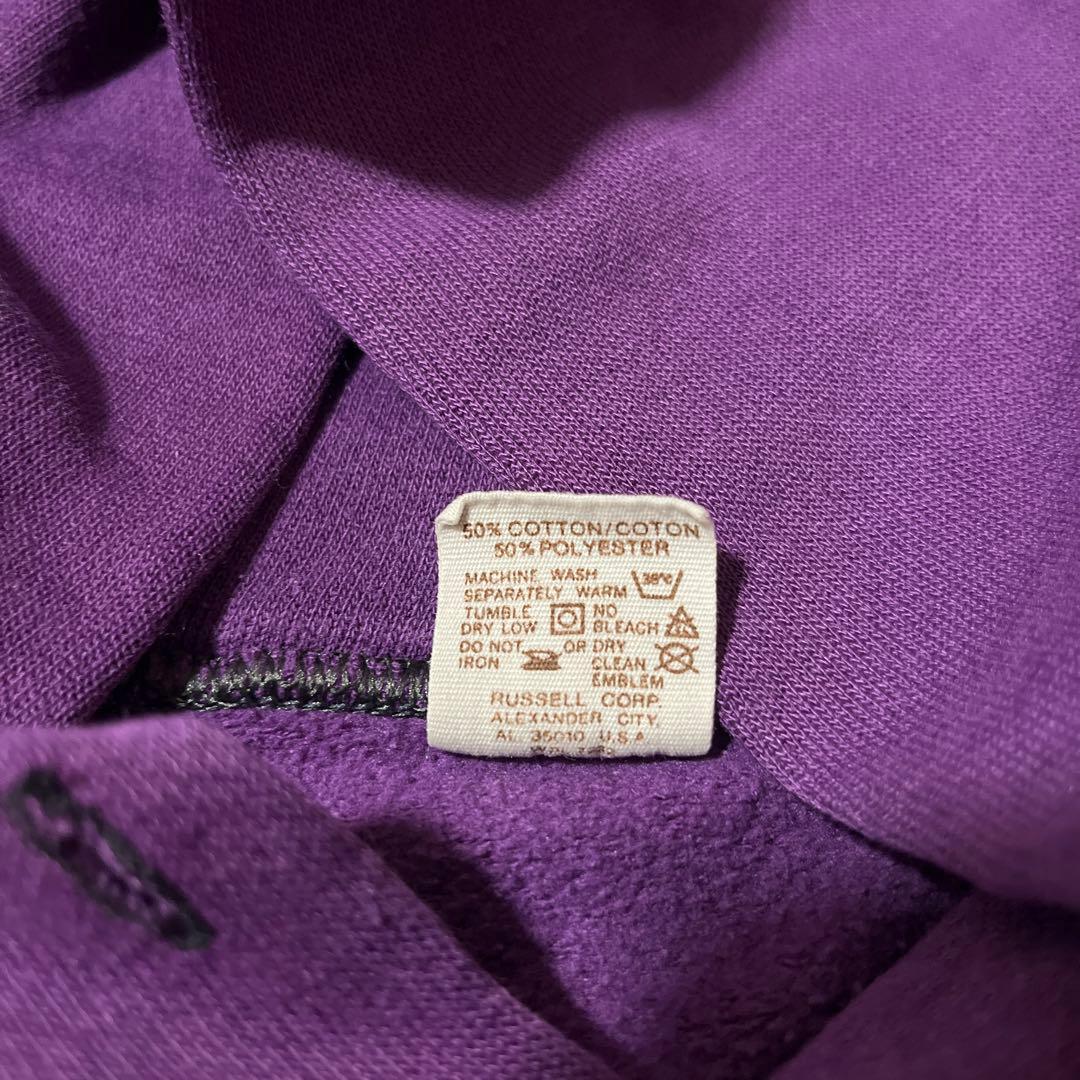 50% COTTON/COTON
50% POLYESTER
MACHINE WASH
SEPARATELY WARM 38°C
TUMBLE NO
DRY LOW BLEACH
DO NOT OR DRY
IRON CLEAN
EMBLEM
RUSSELL CORP.
ALEXANDER CITY,
AL 35010 U.S.A